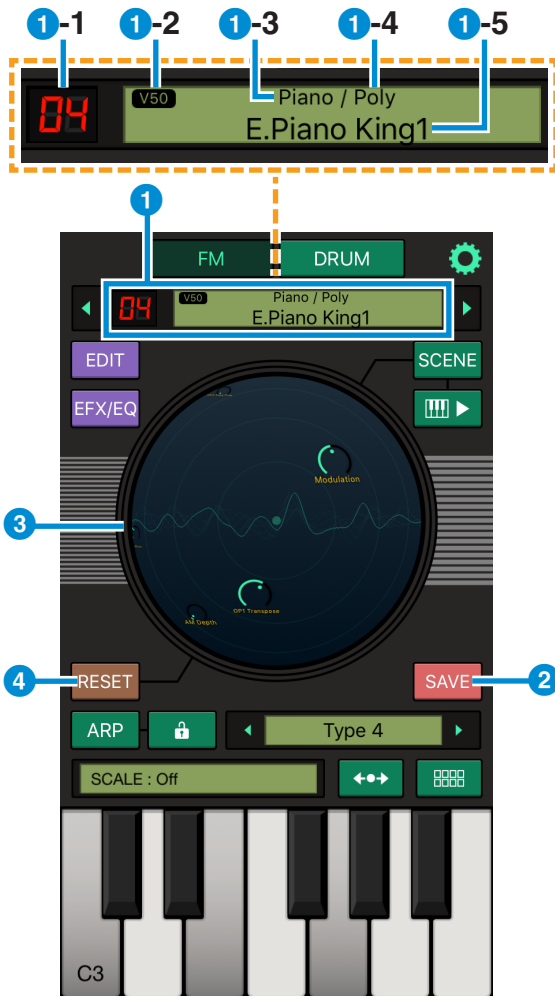 1-1 1-2 1-3 1-4 1-5
04 V50 Piano / Poly
E.Piano King1
1
FM DRUM
04 V50 Piano / Poly
E.Piano King1
EDIT SCENE
EFX/EQ
Modulation
3
OP1 Transpose
AM Depth
4 RESET SAVE 2
ARP Type 4
SCALE : Off
C3